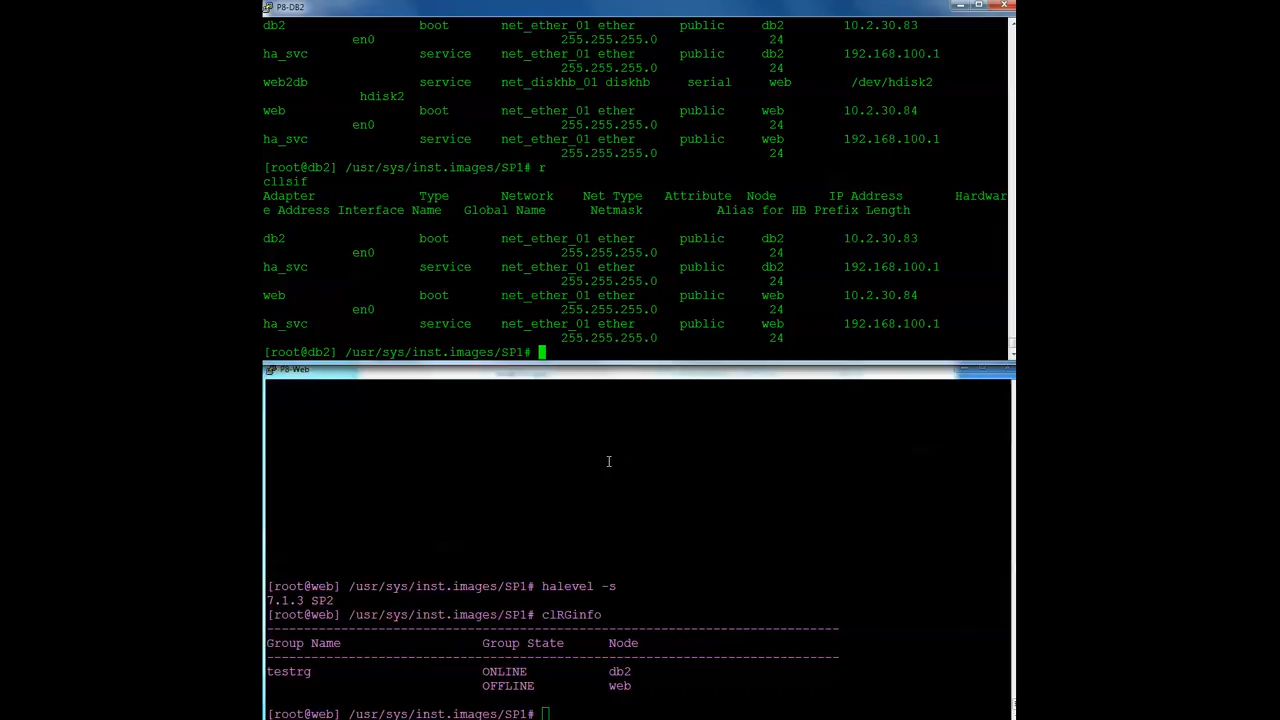 P8-DB2
db2 boot net_ether_01 ether public db2 10.2.30.83
en0 255.255.255.0 24
ha_svc service net_ether_01 ether public db2 192.168.100.1
255.255.255.0 24
web2db service net_diskhb_01 diskhb serial web /dev/hdisk2
hdisk2
web boot net_ether_01 ether public web 10.2.30.84
en0 255.255.255.0 24
ha_svc service net_ether_01 ether public web 192.168.100.1
255.255.255.0 24
[root@db2] /usr/sys/inst.images/SP1# r
cllsif
Adapter Type Network Net Type Attribute Node IP Address Hardwar
e Address Interface Name Global Name Netmask Alias for HB Prefix Length
db2 boot net_ether_01 ether public db2 10.2.30.83
en0 255.255.255.0 24
ha_svc service net_ether_01 ether public db2 192.168.100.1
255.255.255.0 24
web boot net_ether_01 ether public web 10.2.30.84
en0 255.255.255.0 24
ha_svc service net_ether_01 ether public web 192.168.100.1
255.255.255.0 24
[root@db2] /usr/sys/inst.images/SP1#
P8-Web
[root@web] /usr/sys/inst.images/SP1# halevel -s
7.1.3 SP2
[root@web] /usr/sys/inst.images/SP1# clRGinfo
-----------------------------------------------------------------------------
Group Name Group State Node
-----------------------------------------------------------------------------
testrg ONLINE db2
OFFLINE web
[root@web] /usr/sys/inst.images/SP1#